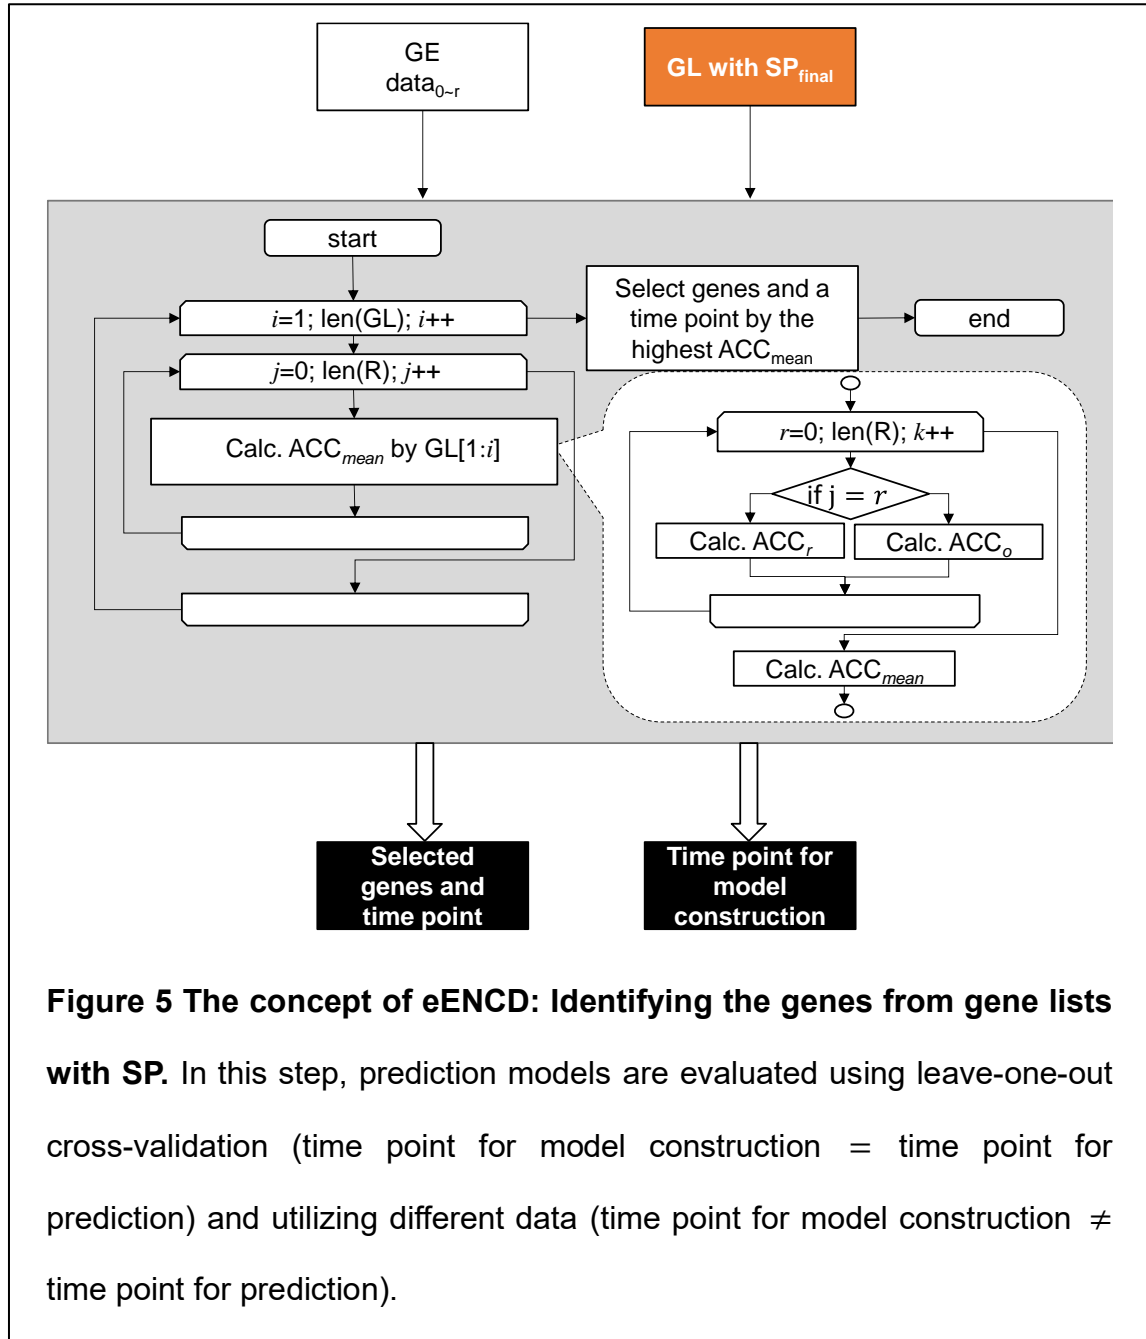 GE
data0~r
GL with SPfinal
start
i=1; len(GL); i++
Select genes and a
time point by the
highest ACCmean
end
j=0; len(R); j++
Calc. ACCmean by GL[1:i]
r=0; len(R); k++
if j = r
Calc. ACCr
Calc. ACCo
Calc. ACCmean
Selected
genes and
time point
Time point for
model
construction
Figure 5 The concept of eENCD: Identifying the genes from gene lists
with SP. In this step, prediction models are evaluated using leave-one-out
cross-validation (time point for model construction = time point for
prediction) and utilizing different data (time point for model construction ≠
time point for prediction).